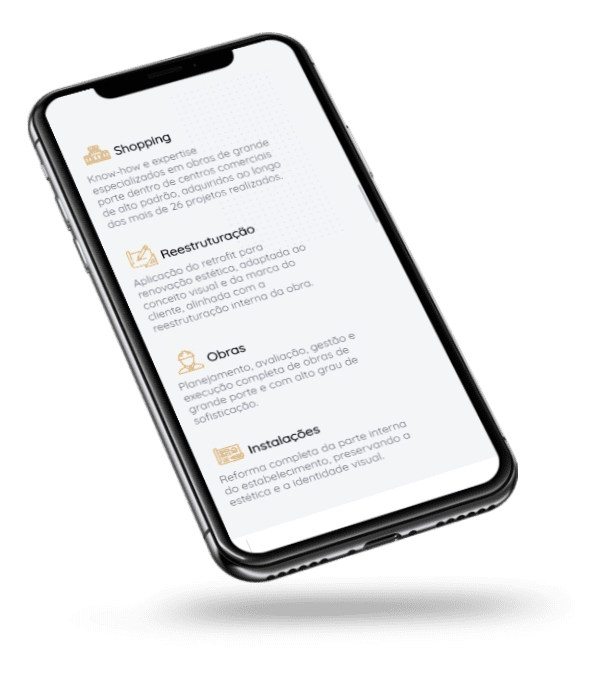 Shopping
Know-how e expertise
especializados em obras de grande
porte dentro de centros comerciais
de alto padrão, adquiridos ao longo
dos mais de 26 projetos realizados.
Reestruturação
Aplicação do retrofit para
renovação estética, adaptada ao
conceito visual e da marca do
cliente, alinhada com a
reestruturação interna da obra.
Obras
Planejamento, avaliação, gestão e
execução completa de obras de
grande porte e com alto grau de
sofisticação.
Instalações
Reforma completa da parte interna
do estabelecimento, preservando a
estética e a identidade visual.